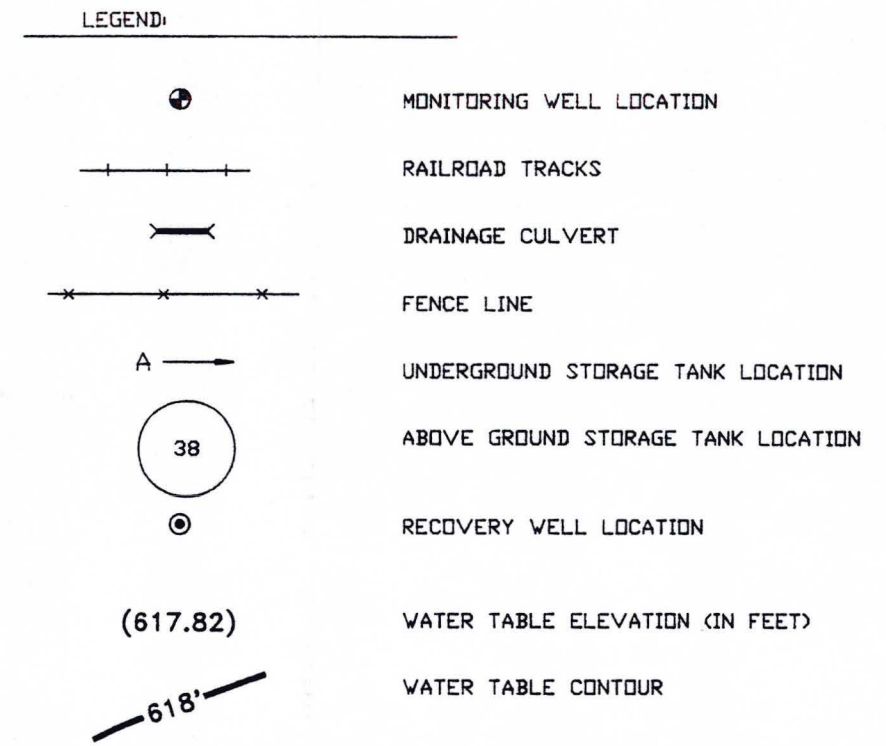 LEGEND:
MONITORING WELL LOCATION
RAILROAD TRACKS
DRAINAGE CULVERT
FENCE LINE
A
UNDERGROUND STORAGE TANK LOCATION
38
ABOVE GROUND STORAGE TANK LOCATION
RECOVERY WELL LOCATION
(617.82)
WATER TABLE ELEVATION (IN FEET)
618'
WATER TABLE CONTOUR